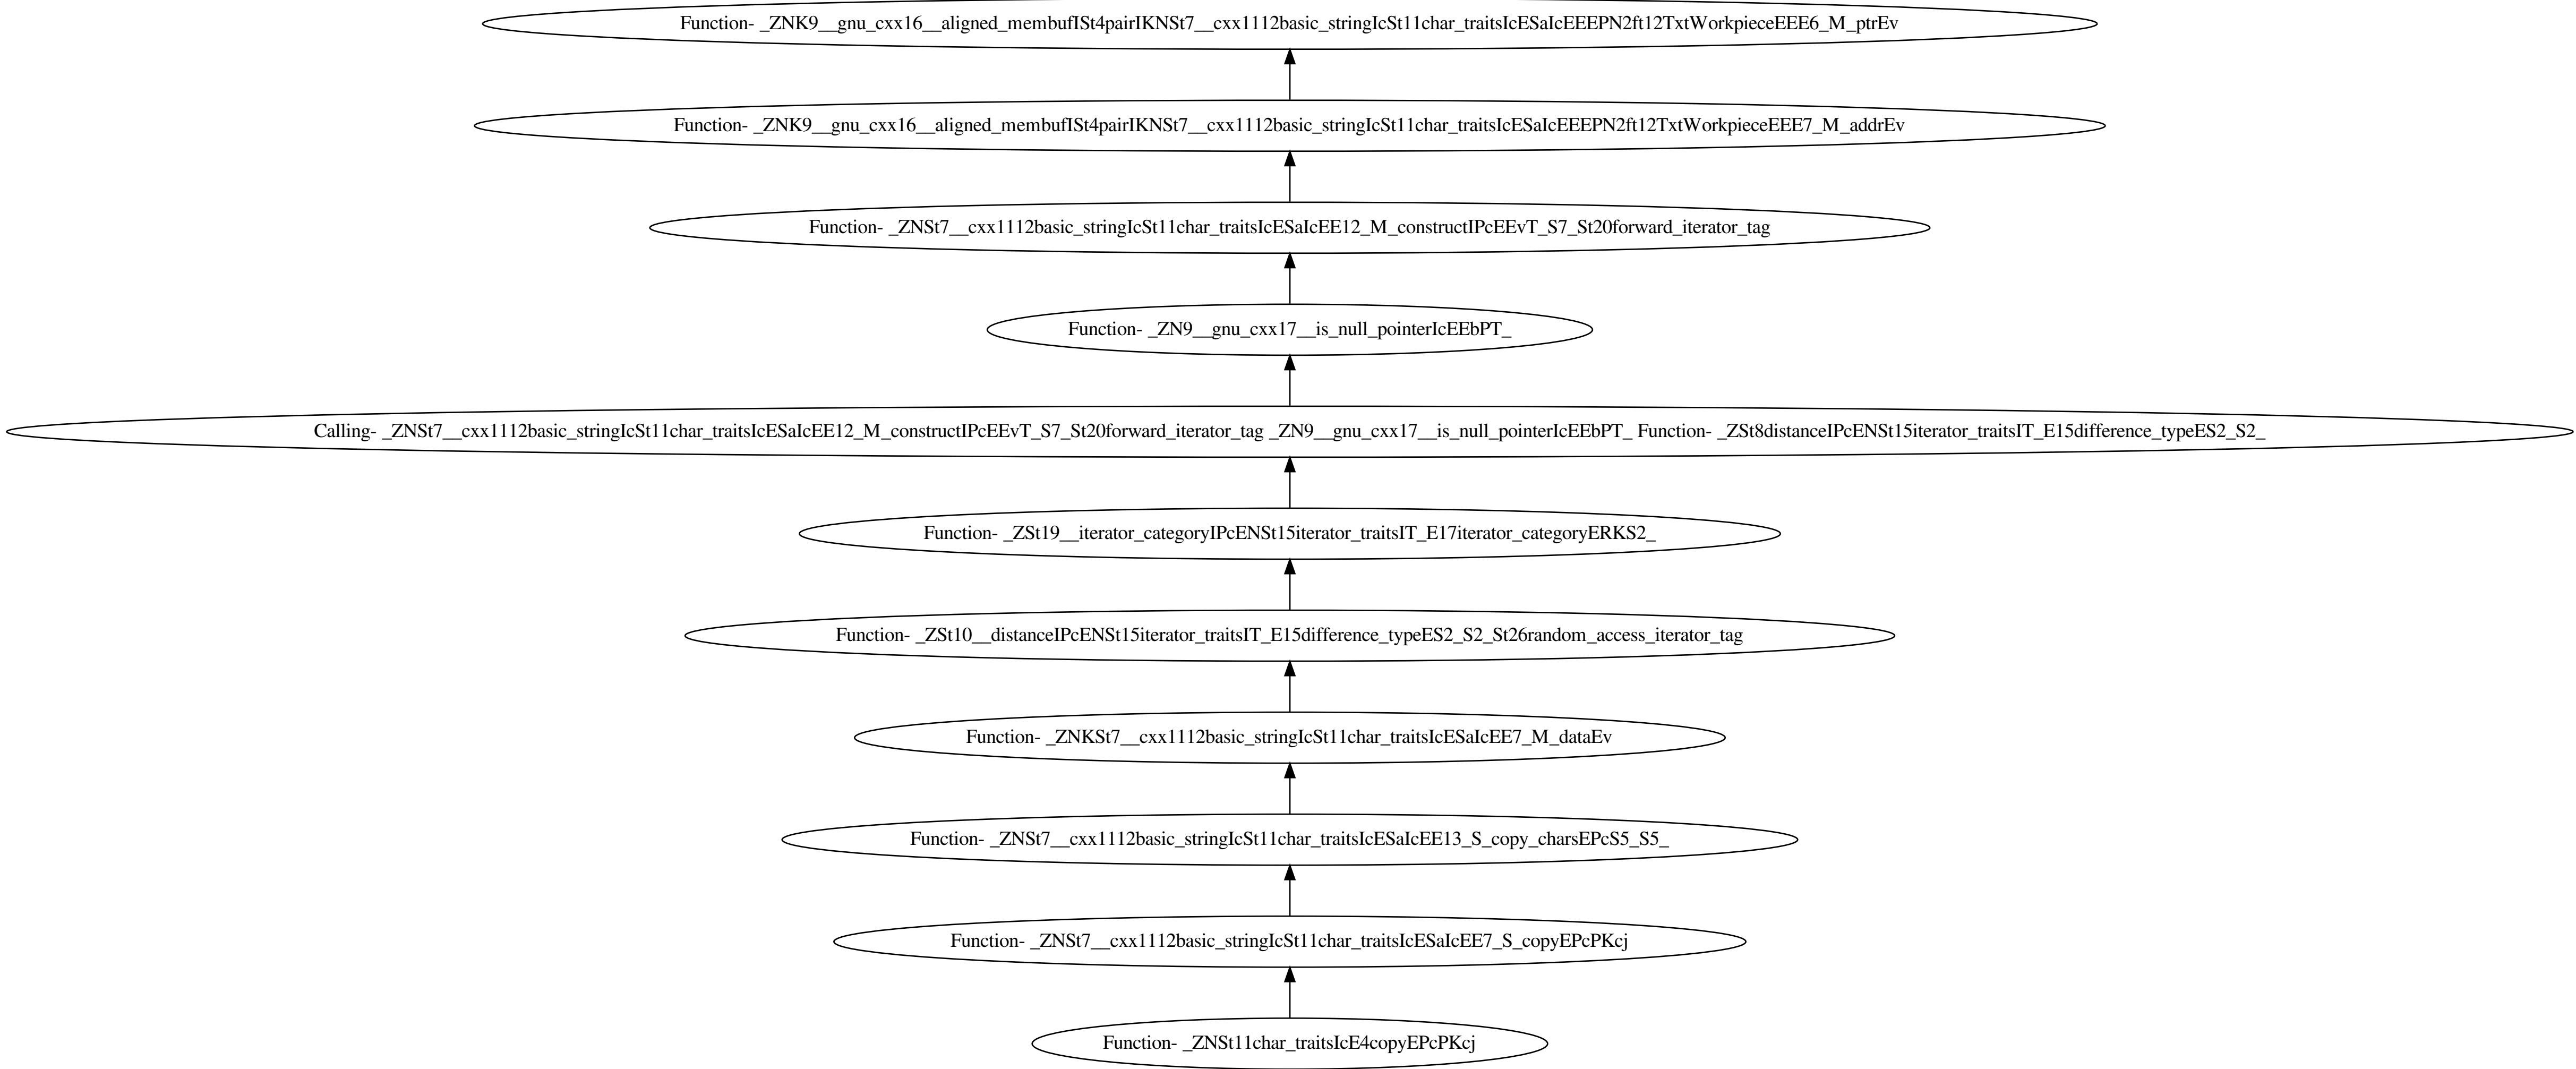 Function- _ZNK9__gnu_cxx16__aligned_membufISt4pairIKNSt7__cxx1112basic_stringIcSt11char_traitsIcESaIcEEEPN2ft12TxtWorkpieceEEE6_M_ptrEv
Function- _ZNK9__gnu_cxx16__aligned_membufISt4pairIKNSt7__cxx1112basic_stringIcSt11char_traitsIcESaIcEEEPN2ft12TxtWorkpieceEEE7_M_addrEv
Function- _ZNSt7__cxx1112basic_stringIcSt11char_traitsIcESaIcEE12_M_constructIPcEEvT_S7_St20forward_iterator_tag
Function- _ZN9__gnu_cxx17__is_null_pointerIcEEbPT_
Calling- _ZNSt7__cxx1112basic_stringIcSt11char_traitsIcESaIcEE12_M_constructIPcEEvT_S7_St20forward_iterator_tag _ZN9__gnu_cxx17__is_null_pointerIcEEbPT_ Function- _ZSt8distanceIPcENSt15iterator_traitsIT_E15difference_typeES2_S2_
Function- _ZSt19__iterator_categoryIPcENSt15iterator_traitsIT_E17iterator_categoryERKS2_
Function- _ZSt10__distanceIPcENSt15iterator_traitsIT_E15difference_typeES2_S2_St26random_access_iterator_tag
Function- _ZNKSt7__cxx1112basic_stringIcSt11char_traitsIcESaIcEE7_M_dataEv
Function- _ZNSt7__cxx1112basic_stringIcSt11char_traitsIcESaIcEE13_S_copy_charsEPcS5_S5_
Function- _ZNSt7__cxx1112basic_stringIcSt11char_traitsIcESaIcEE7_S_copyEPcPKcj
Function- _ZNSt11char_traitsIcE4copyEPcPKcj